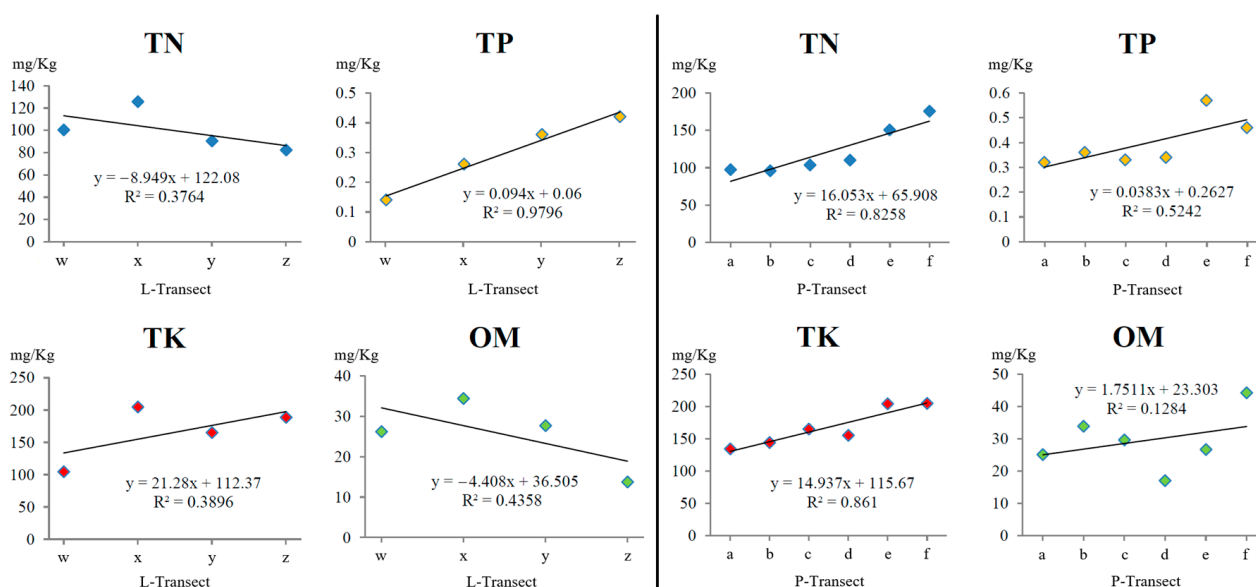 TN
mg/Kg
140
120
100
80
60
40
20
0
y = −8.949x + 122.08
R² = 0.3764
w x y z
L-Transect
TP
mg/Kg
0.5
0.4
0.3
0.2
0.1
0
y = 0.094x + 0.06
R² = 0.9796
w x y z
L-Transect
TN
mg/Kg
200
150
100
50
0
y = 16.053x + 65.908
R² = 0.8258
a b c d e f
P-Transect
TP
mg/Kg
0.6
0.5
0.4
0.3
0.2
0.1
0
y = 0.0383x + 0.2627
R² = 0.5242
a b c d e f
P-Transect
TK
mg/Kg
250
200
150
100
50
0
y = 21.28x + 112.37
R² = 0.3896
w x y z
L-Transect
OM
mg/Kg
40
30
20
10
0
y = −4.408x + 36.505
R² = 0.4358
w x y z
L-Transect
TK
mg/Kg
250
200
150
100
50
0
y = 14.937x + 115.67
R² = 0.861
a b c d e f
P-Transect
OM
mg/Kg
50
40
30
20
10
0
y = 1.7511x + 23.303
R² = 0.1284
a b c d e f
P-Transect